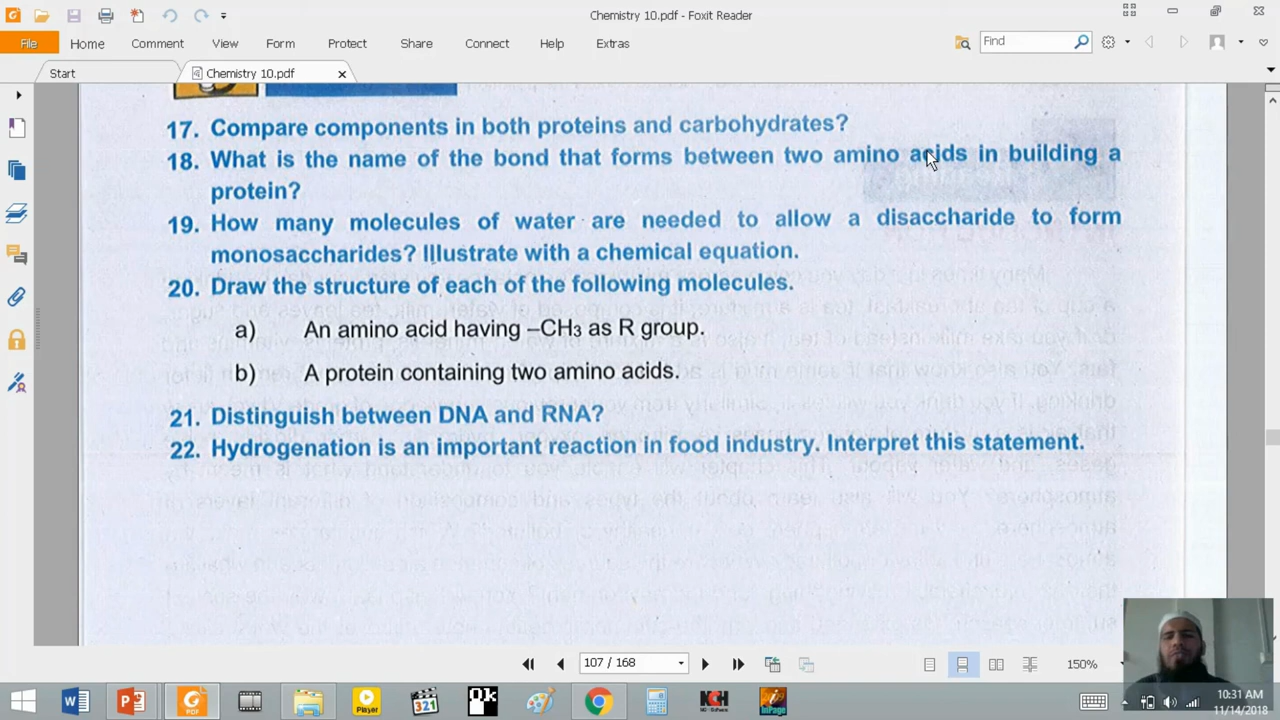 Chemistry 10.pdf - Foxit Reader
File Home Comment View Form Protect Share Connect Help Extras
Find
Start
Chemistry 10.pdf
17. Compare components in both proteins and carbohydrates?
18. What is the name of the bond that forms between two amino acids in building a
protein?
19. How many molecules of water are needed to allow a disaccharide to form
monosaccharides? Illustrate with a chemical equation.
20. Draw the structure of each of the following molecules.
a) An amino acid having –CH3 as R group.
b) A protein containing two amino acids.
21. Distinguish between DNA and RNA?
22. Hydrogenation is an important reaction in food industry. Interpret this statement.
107 / 168
150%
PDF
Player
321
NCH
InPage
10:31 AM
11/14/2018